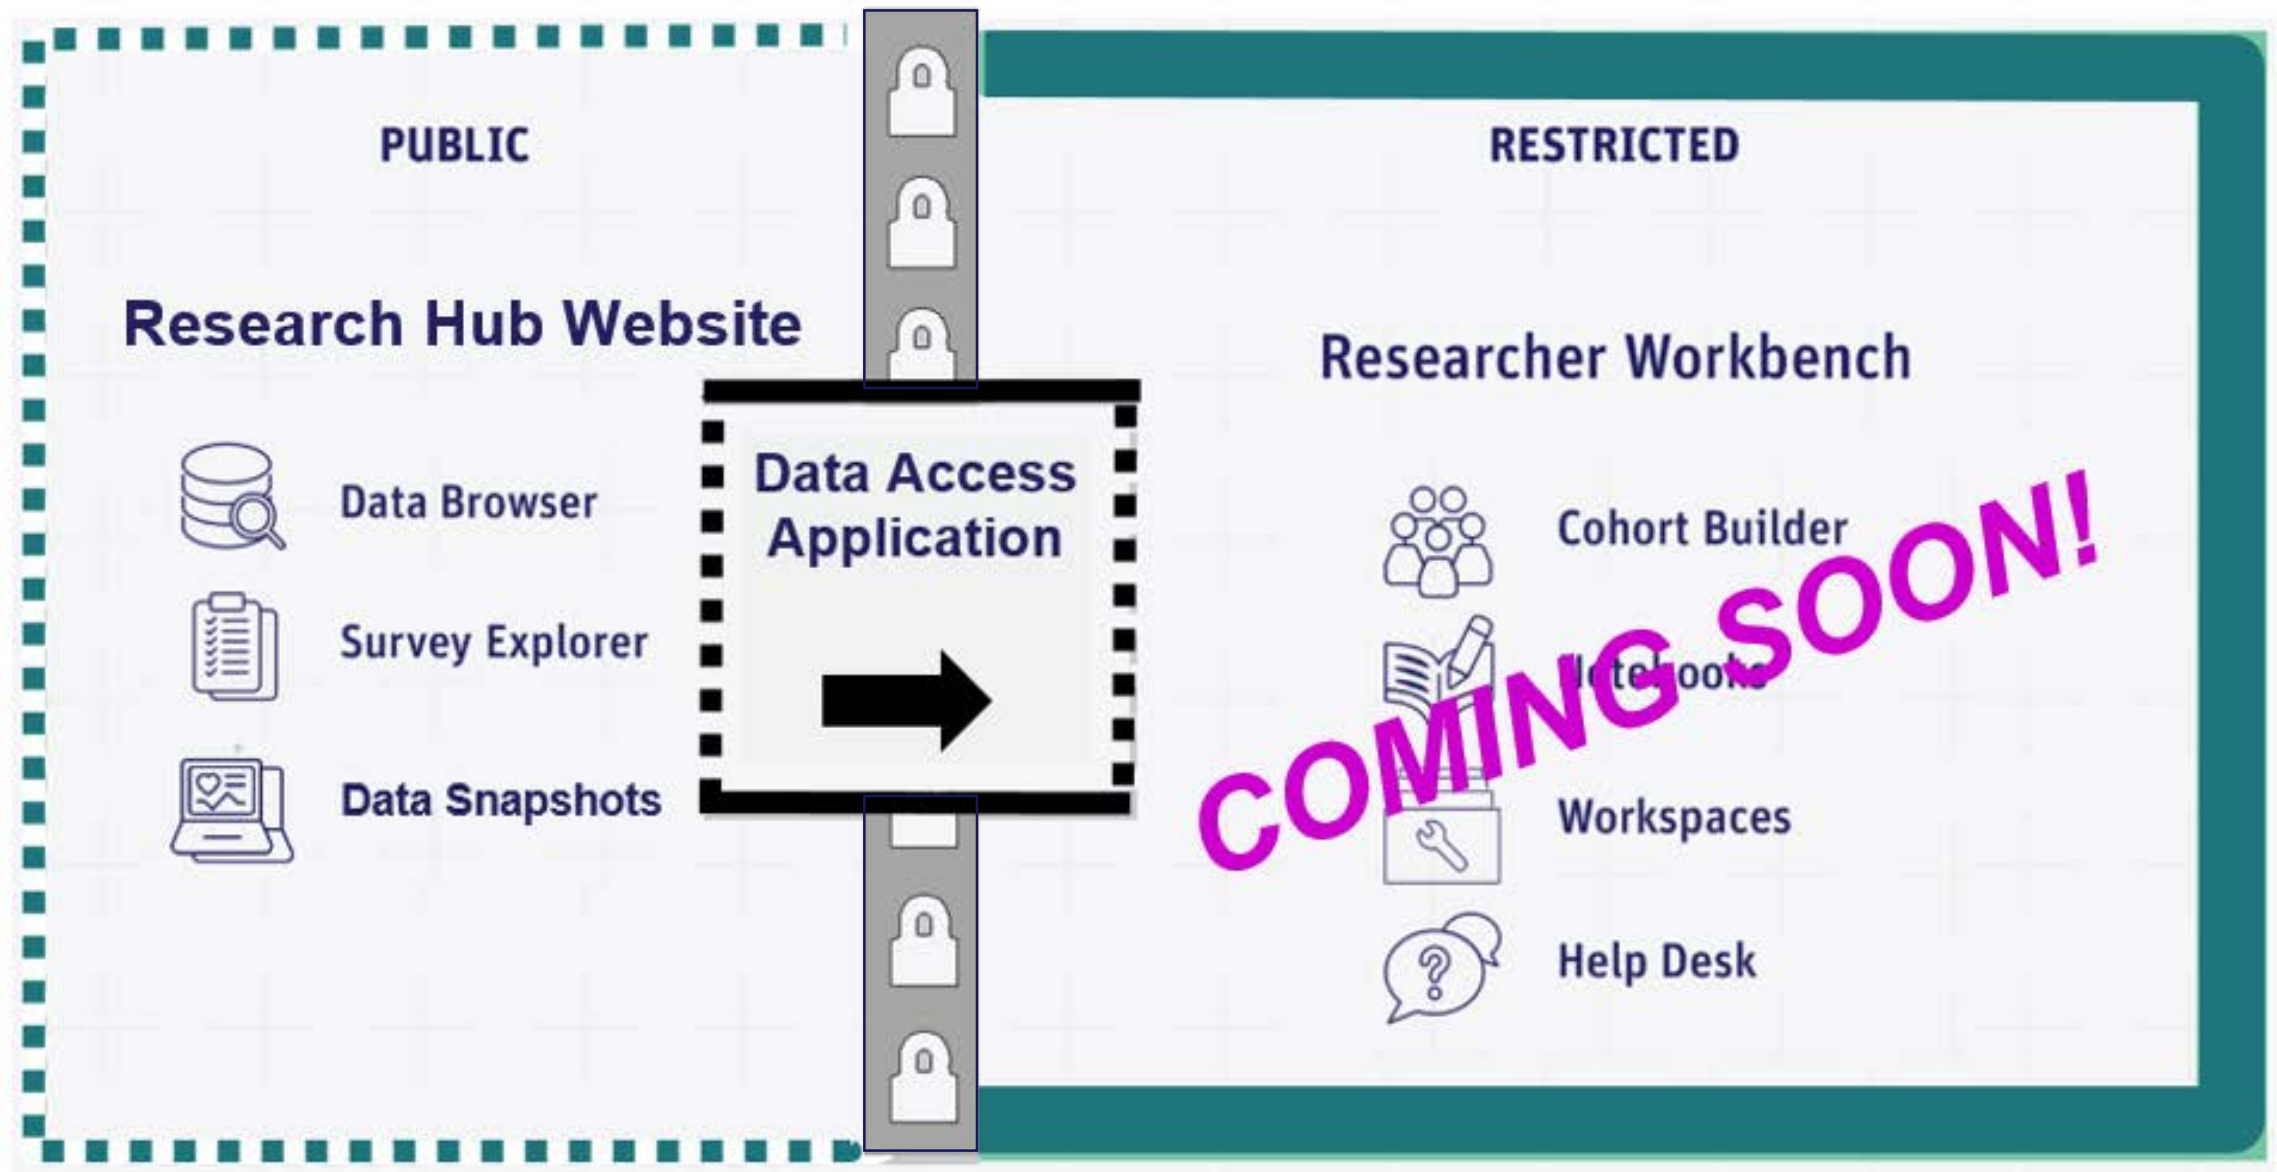 PUBLIC
Research Hub Website
Data Browser
Survey Explorer
Data Snapshots
Data Access
Application
RESTRICTED
Researcher Workbench
Cohort Builder
Notebooks
Workspaces
Help Desk
COMING SOON!